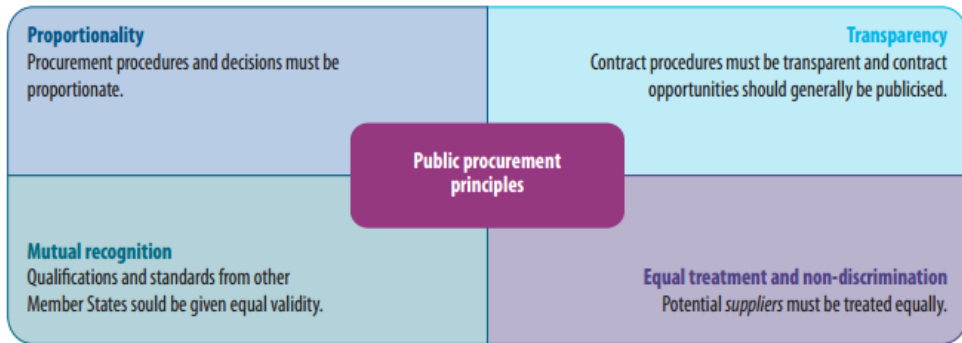 Proportionality
Procurement procedures and decisions must be
proportionate.
Transparency
Contract procedures must be transparent and contract
opportunities should generally be publicised.
Public procurement
principles
Mutual recognition
Qualifications and standards from other
Member States sould be given equal validity.
Equal treatment and non-discrimination
Potential suppliers must be treated equally.